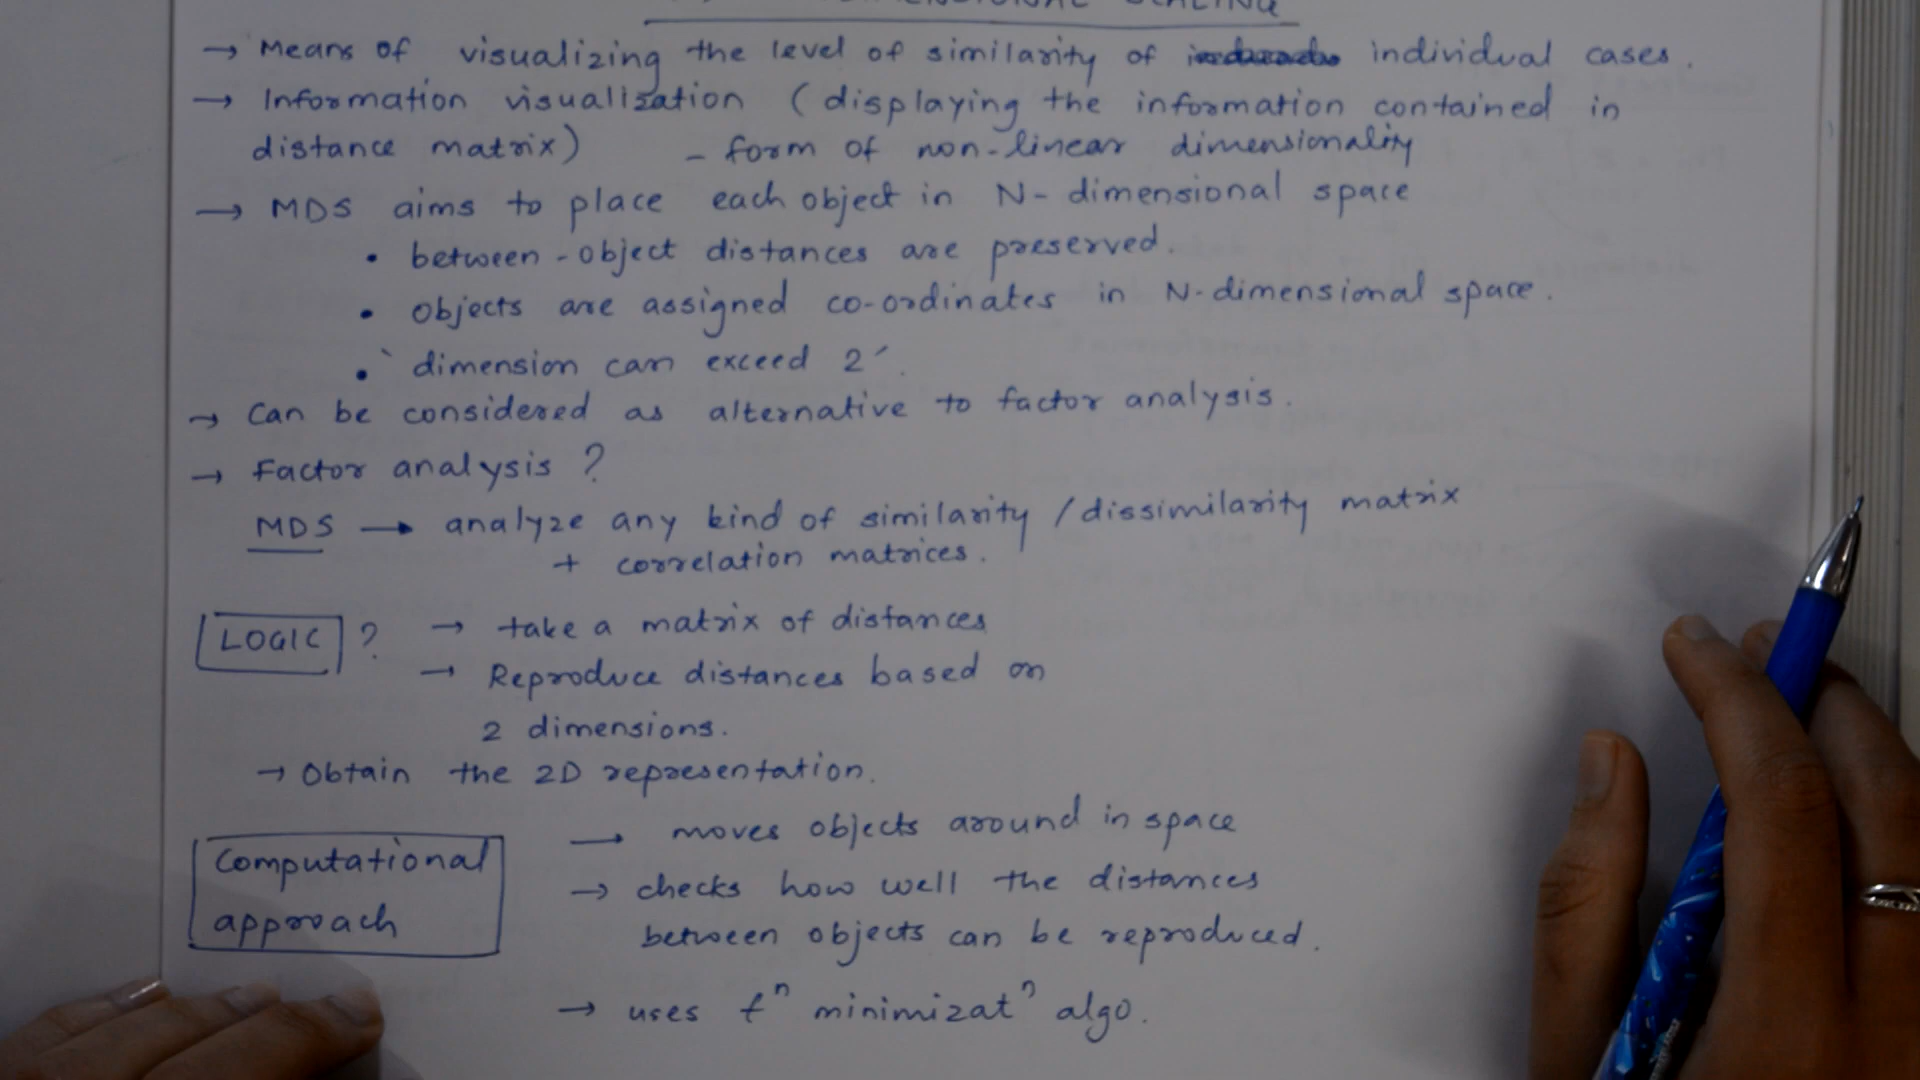 → Means of visualizing the level of similarity of individual cases.
→ Information visualisation (displaying the information contained in
distance matrix) - form of non-linear dimensionality
→ MDS aims to place each object in N-dimensional space
• between-object distances are preserved.
• objects are assigned co-ordinates in N-dimensional space.
• `dimension can exceed 2´.
→ Can be considered as alternative to factor analysis.
→ Factor analysis ?
MDS → analyze any kind of similarity / dissimilarity matrix
+ correlation matrices.
LOGIC ? → take a matrix of distances
→ Reproduce distances based on
2 dimensions.
→ Obtain the 2D representation.
Computational approach → moves objects around in space
→ checks how well the distances
between objects can be reproduced.
→ uses fⁿ minimizatⁿ algo.